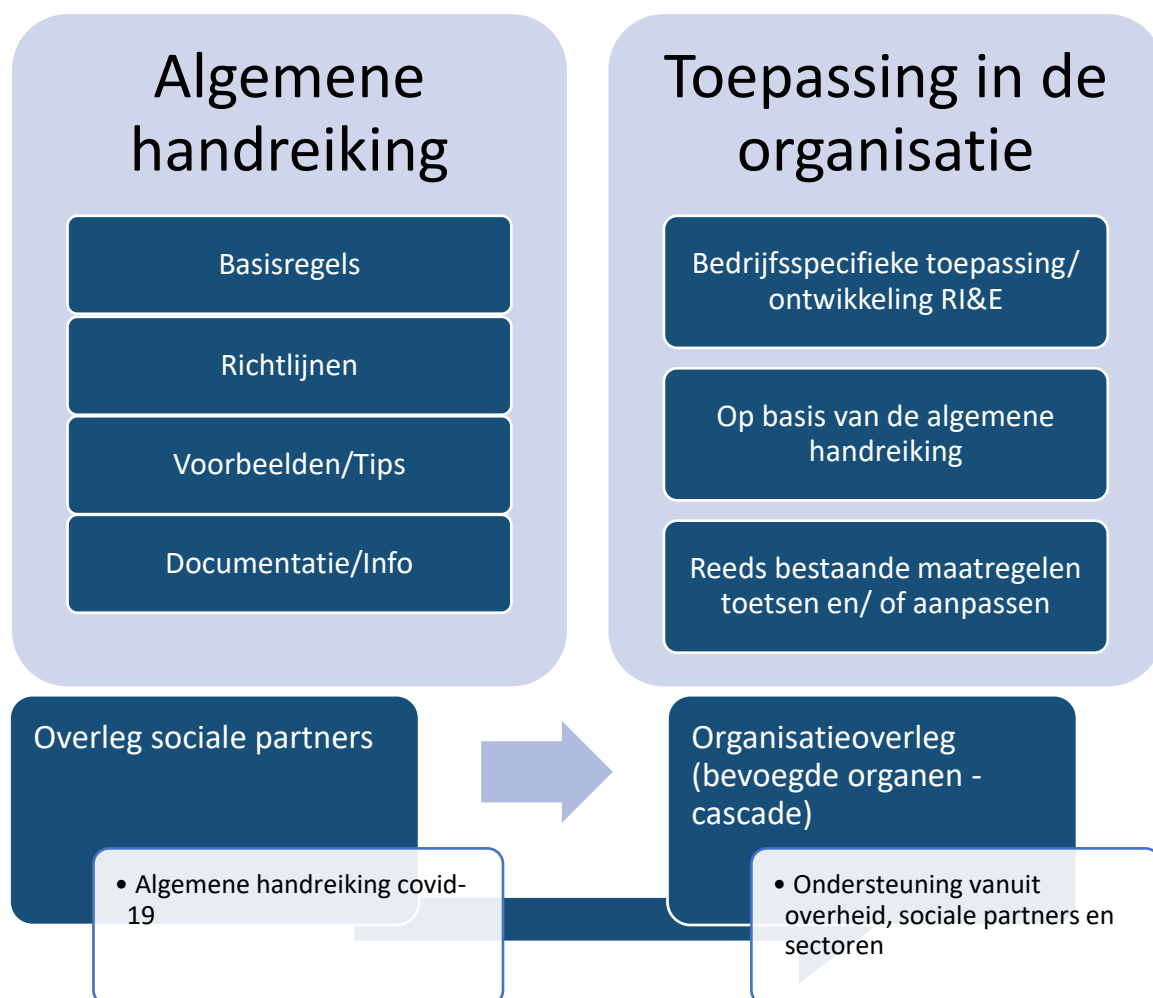 Algemene
handreiking
Basisregels
Richtlijnen
Voorbeelden/Tips
Documentatie/Info
Toepassing in de
organisatie
Bedrijfsspecifieke toepassing/
ontwikkeling RI&E
Op basis van de algemene
handreiking
Reeds bestaande maatregelen
toetsen en/ of aanpassen
Overleg sociale partners
• Algemene handreiking covid-
19
Organisatieoverleg
(bevoegde organen -
cascade)
• Ondersteuning vanuit
overheid, sociale partners en
sectoren